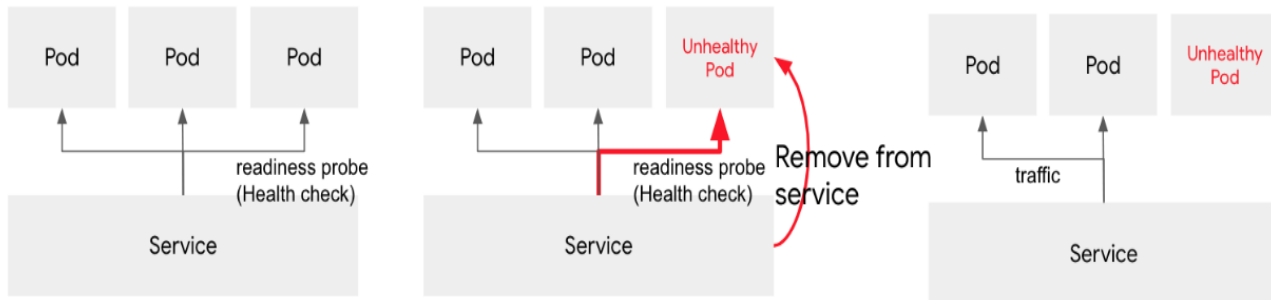 Pod
Pod
Pod
readiness probe
(Health check)
Service
Pod
Pod
Unhealthy
Pod
readiness probe
(Health check)
Remove from
service
Service
Pod
Pod
Unhealthy
Pod
traffic
Service